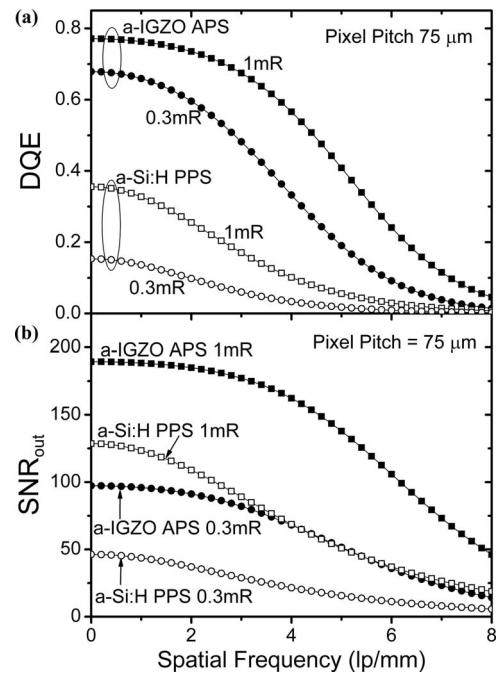 (a)
a-IGZO APS
Pixel Pitch 75 μm
0.8
1mR
0.6
0.3mR
DQE
0.4
a-Si:H PPS
1mR
0.2
0.3mR
0.0
(b)
200
a-IGZO APS 1mR
Pixel Pitch = 75 μm
150
a-Si:H PPS 1mR
SNRout
100
a-IGZO APS 0.3mR
50
a-Si:H PPS 0.3mR
0
0 2 4 6 8
Spatial Frequency (lp/mm)